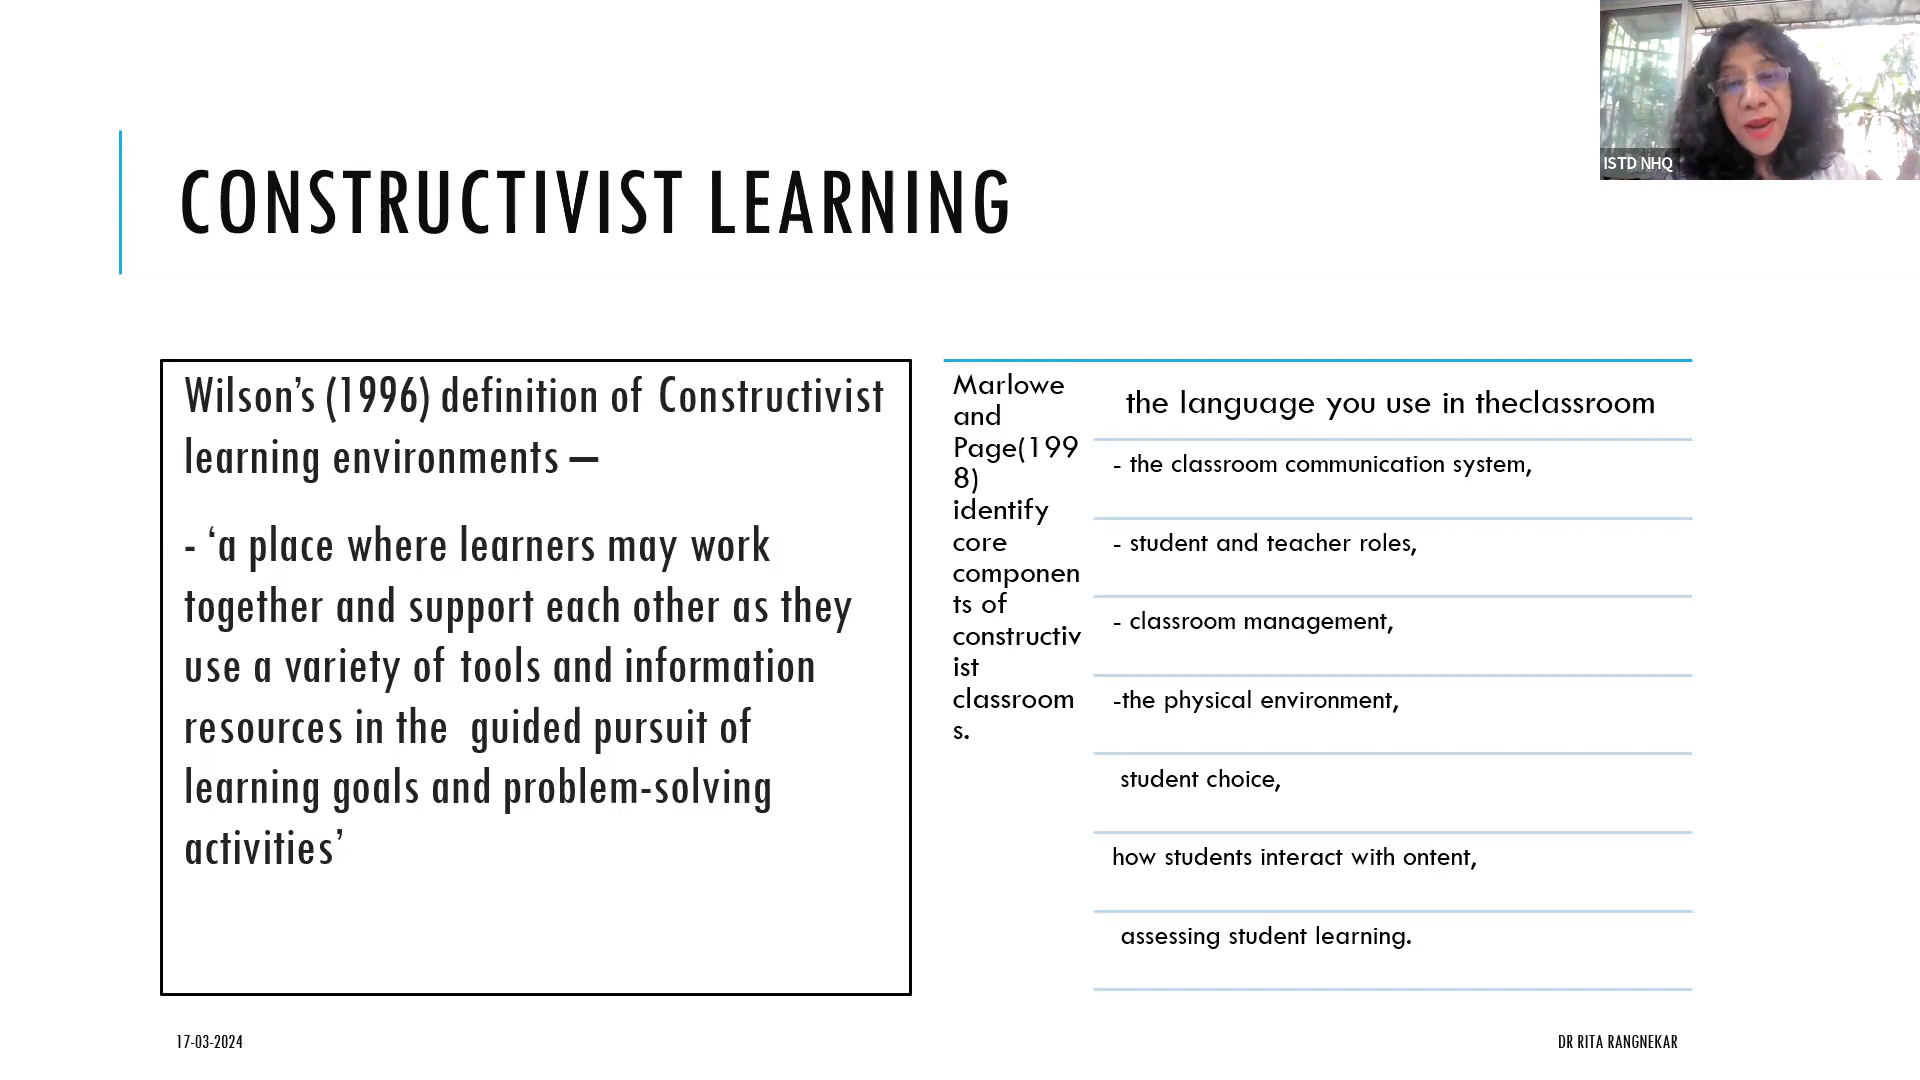 ISTD NHQ
CONSTRUCTIVIST LEARNING
Wilson’s (1996) definition of Constructivist
learning environments –
- ‘a place where learners may work
together and support each other as they
use a variety of tools and information
resources in the guided pursuit of
learning goals and problem-solving
activities’
Marlowe
and
Page(199
8)
identify
core
componen
ts of
constructiv
ist
classroom
s.
the language you use in theclassroom
- the classroom communication system,
- student and teacher roles,
- classroom management,
-the physical environment,
student choice,
how students interact with ontent,
assessing student learning.
17-03-2024
DR RITA RANGNEKAR